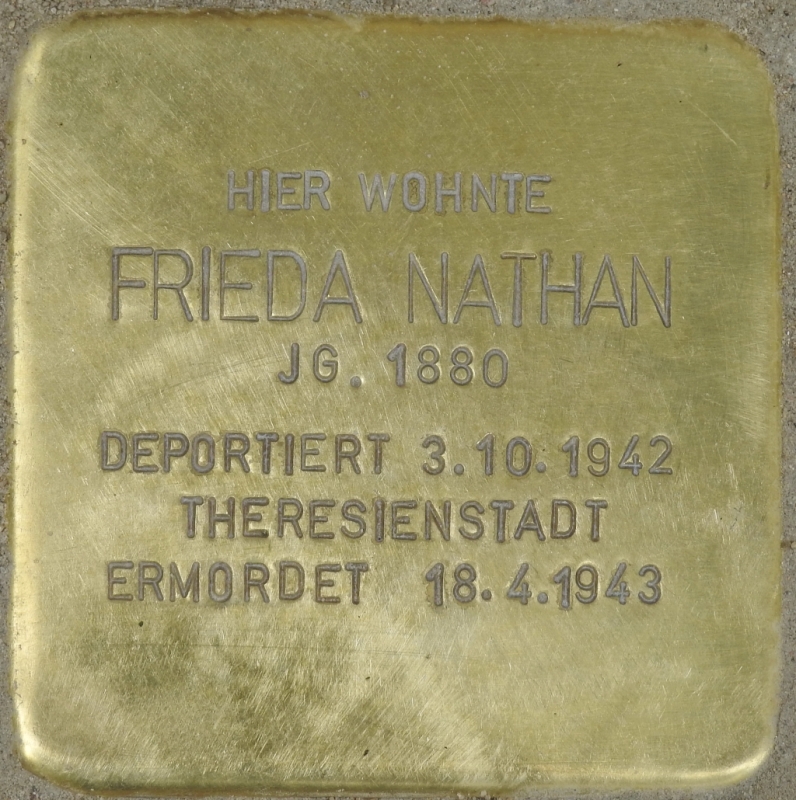 HIER WOHNTE
FRIEDA NATHAN
JG. 1880
DEPORTIERT 3.10.1942
THERESIENSTADT
ERMORDET 18.4.1943